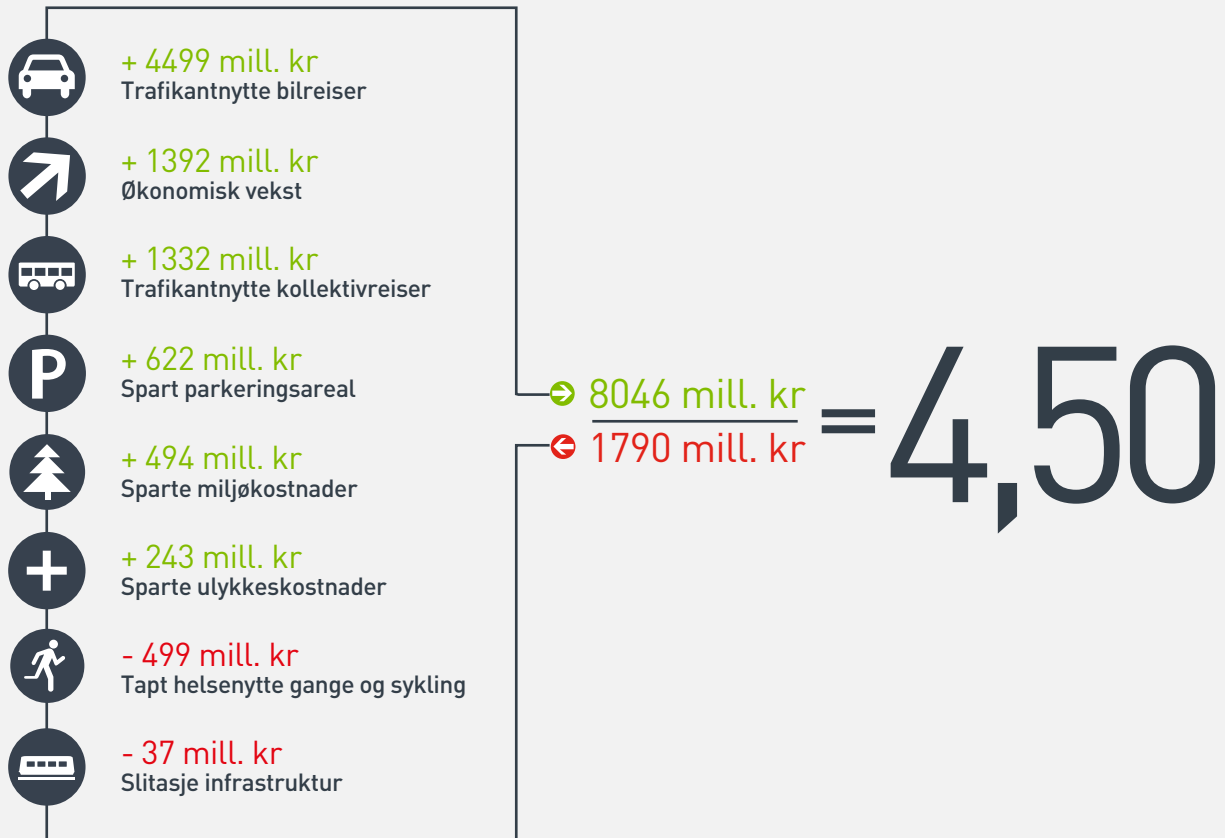 + 4499 mill. kr
Trafikantnytte bilreiser
+ 1392 mill. kr
Økonomisk vekst
+ 1332 mill. kr
Trafikantnytte kollektivreiser
P
+ 622 mill. kr
Spart parkeringsareal
+ 494 mill. kr
Sparte miljøkostnader
+ 243 mill. kr
Sparte ulykkeskostnader
- 499 mill. kr
Tapt helsenytte gange og sykling
- 37 mill. kr
Slitasje infrastruktur
8046 mill. kr
1790 mill. kr
= 4,50